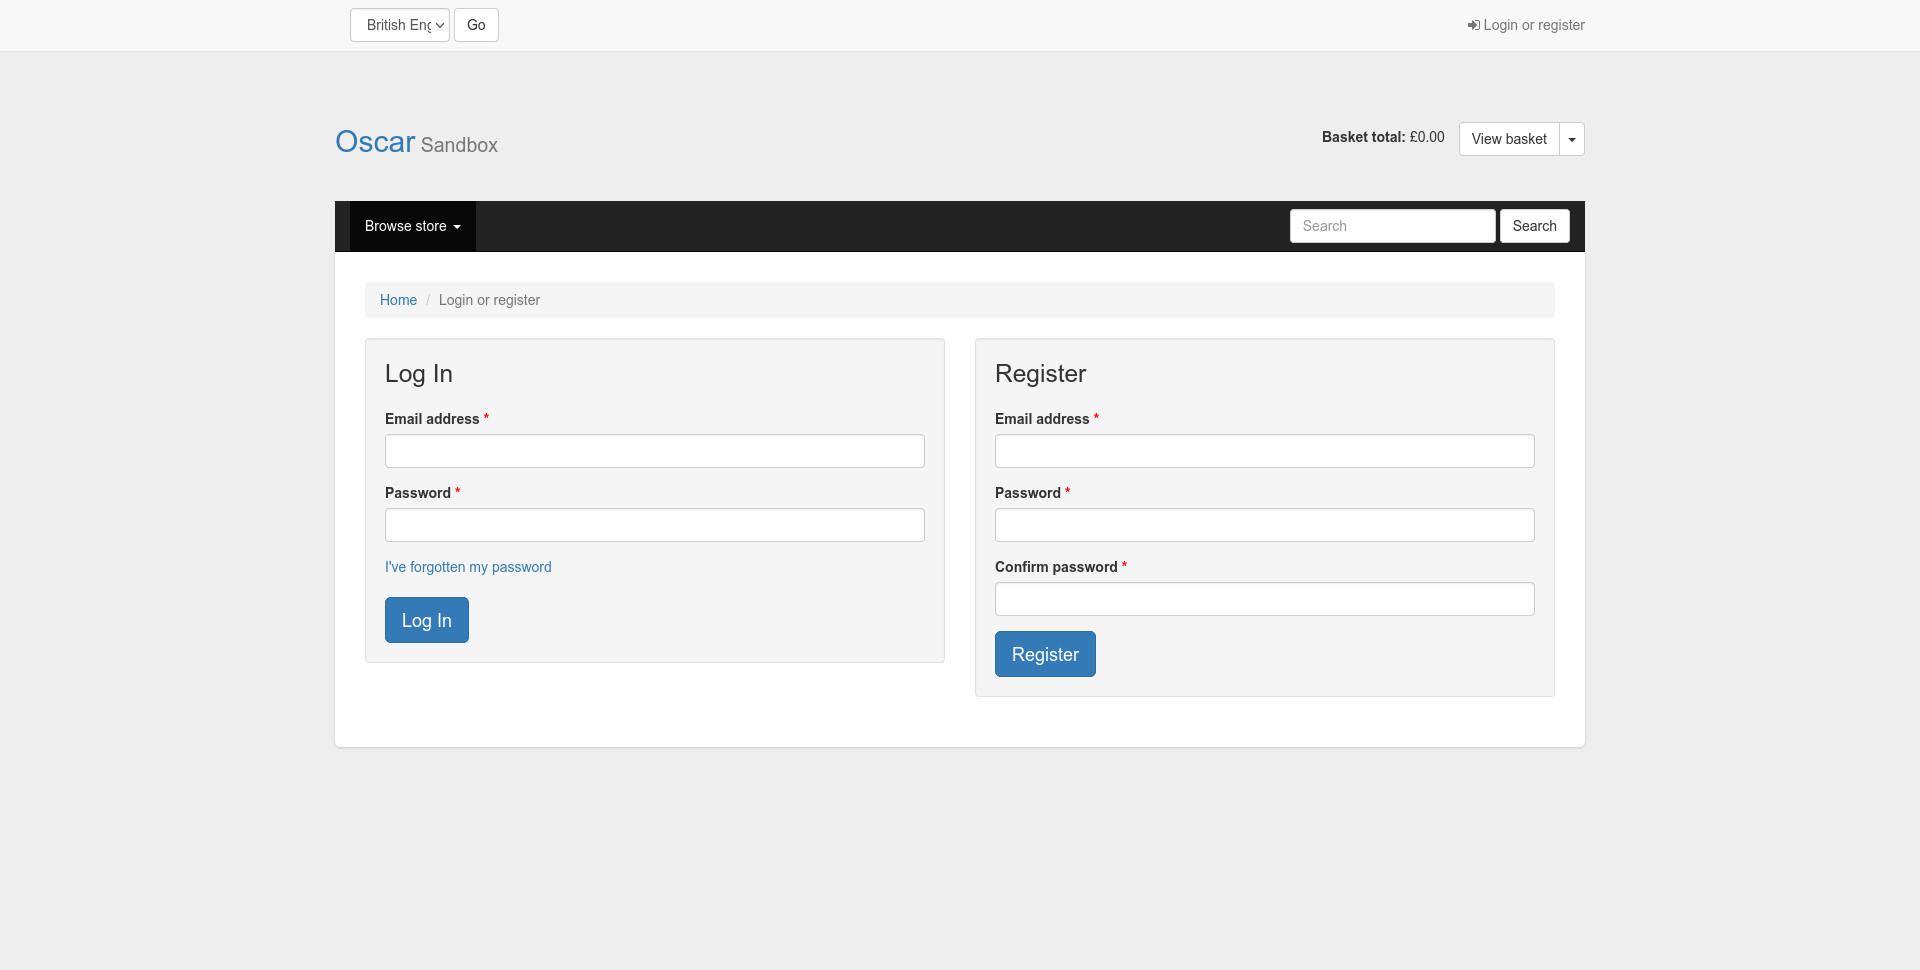 British Eng
Go
Login or register
Oscar Sandbox
Basket total: £0.00
View basket
Browse store
Search
Search
Home / Login or register
Log In
Email address *
Password *
I've forgotten my password
Log In
Register
Email address *
Password *
Confirm password *
Register